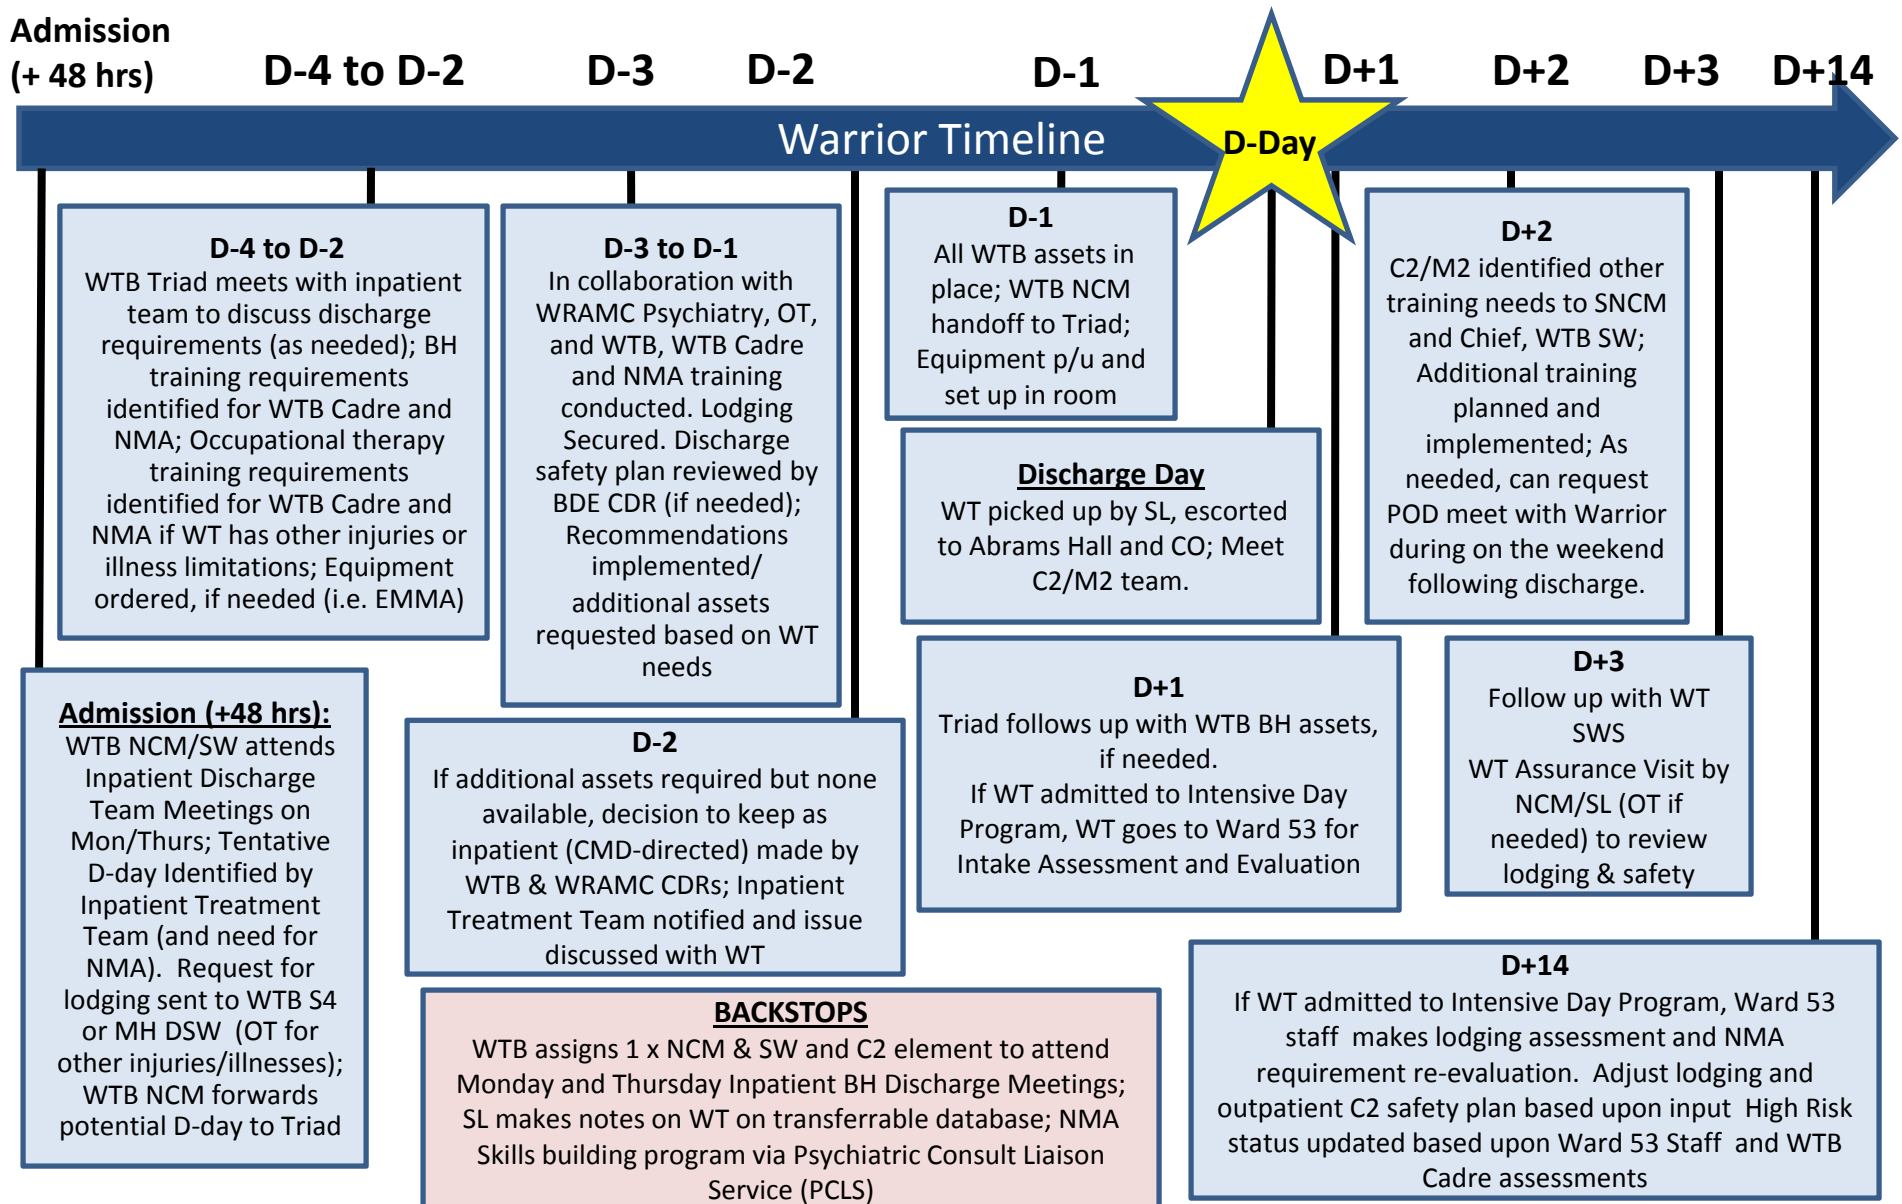 Admission
(+ 48 hrs)
D-4 to D-2
D-3
D-2
D-1
D+1
D+2
D+3
D+14
Warrior Timeline
D-Day
D-4 to D-2
WTB Triad meets with inpatient
team to discuss discharge
requirements (as needed); BH
training requirements
identified for WTB Cadre and
NMA; Occupational therapy
training requirements
identified for WTB Cadre and
NMA if WT has other injuries or
illness limitations; Equipment
ordered, if needed (i.e. EMMA)
D-3 to D-1
In collaboration with
WRAMC Psychiatry, OT,
and WTB, WTB Cadre
and NMA training
conducted. Lodging
Secured. Discharge
safety plan reviewed by
BDE CDR (if needed);
Recommendations
implemented/
additional assets
requested based on WT
needs
D-1
All WTB assets in
place; WTB NCM
handoff to Triad;
Equipment p/u and
set up in room
D+2
C2/M2 identified other
training needs to SNCM
and Chief, WTB SW;
Additional training
planned and
implemented; As
needed, can request
POD meet with Warrior
during on the weekend
following discharge.
Discharge Day
WT picked up by SL, escorted
to Abrams Hall and CO; Meet
C2/M2 team.
Admission (+48 hrs):
WTB NCM/SW attends
Inpatient Discharge
Team Meetings on
Mon/Thurs; Tentative
D-day Identified by
Inpatient Treatment
Team (and need for
NMA).  Request for
lodging sent to WTB S4
or MH DSW  (OT for
other injuries/illnesses);
WTB NCM forwards
potential D-day to Triad
D-2
If additional assets required but none
available, decision to keep as
inpatient (CMD-directed) made by
WTB & WRAMC CDRs; Inpatient
Treatment Team notified and issue
discussed with WT
D+1
Triad follows up with WTB BH assets,
if needed.
If WT admitted to Intensive Day
Program, WT goes to Ward 53 for
Intake Assessment and Evaluation
D+3
Follow up with WT
SWS
WT Assurance Visit by
NCM/SL (OT if
needed) to review
lodging & safety
BACKSTOPS
WTB assigns 1 x NCM & SW and C2 element to attend
Monday and Thursday Inpatient BH Discharge Meetings;
SL makes notes on WT on transferrable database; NMA
Skills building program via Psychiatric Consult Liaison
Service (PCLS)
D+14
If WT admitted to Intensive Day Program, Ward 53
staff  makes lodging assessment and NMA
requirement re-evaluation.  Adjust lodging and
outpatient C2 safety plan based upon input  High Risk
status updated based upon Ward 53 Staff  and WTB
Cadre assessments